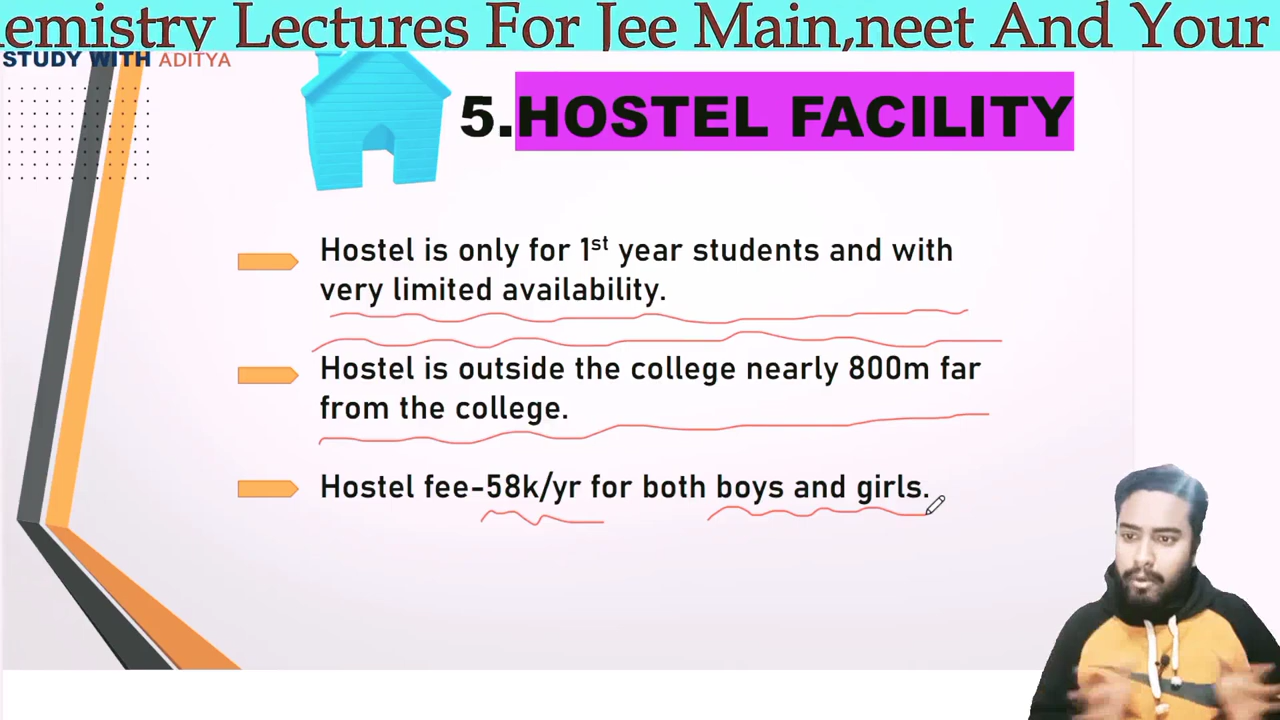 emistry Lectures For Jee Main,neet And Your
STUDY WITH ADITYA
5.HOSTEL FACILITY
Hostel is only for 1st year students and with
very limited availability.
Hostel is outside the college nearly 800m far
from the college.
Hostel fee-58k/yr for both boys and girls.